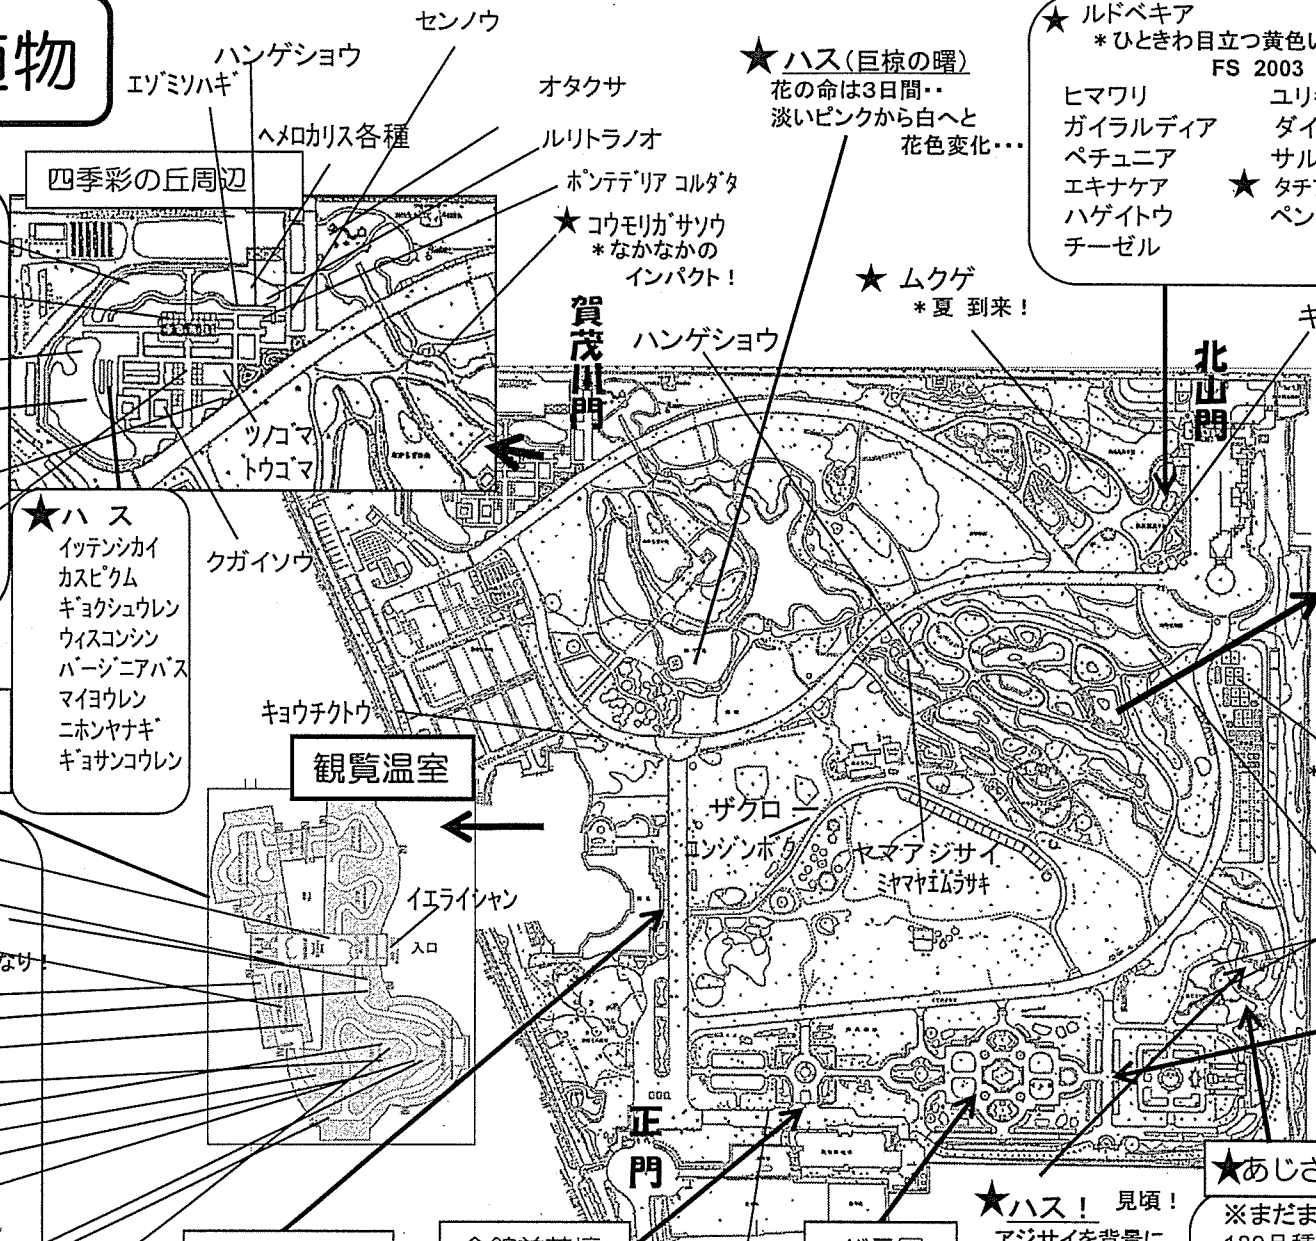 植物
センノウ
ハンゲショウ
エゾミソハギ
オタクサ
ヘメロカリス各種
ルリトラノオ
四季彩の丘周辺
ポンテデリア コルダタ
★ コウモリガサソウ
＊なかなかの
インパクト！
★ ハス（巨椋の曙）
花の命は3日間‥
淡いピンクから白へと
花色変化…
★ ルドベキア
＊ひときわ目立つ黄色い
FS 2003
ヒマワリ
ガイラルディア
ペチュニア
エキナケア
ハゲイトウ
チーゼル
ユリ
ダイ
サル
★ タチ
ペン
★ ムクゲ
＊夏 到来！
賀茂川門
ハンゲショウ
北山門
キ
ツノゴマ
トウゴマ
★ハ ス
イッテンシカイ
カスピクム
ギョクシュウレン
ウィスコンシン
バージニアバス
マイヨウレン
ニホンヤナギ
ギョサンコウレン
クガイソウ
キョウチクトウ
観覧温室
ザクロ
ニンジンボク
ヤマアジサイ
ミヤマヤエムラサキ
イエライシャン
入口
なり！
正門
★ハス！ 見頃！
アジサイを背景に
★あじさ
※まだま